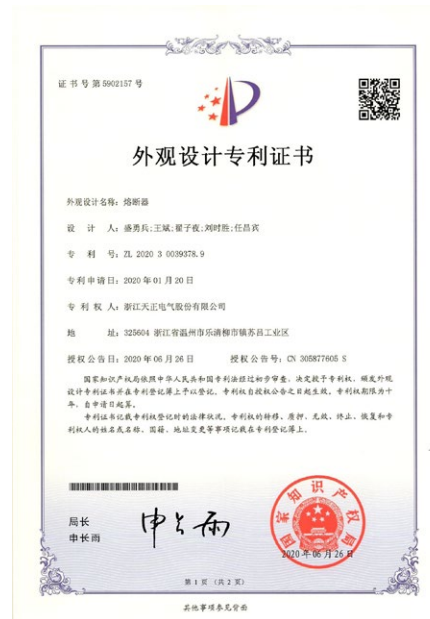 证书号第5902157号
外观设计专利证书
外观设计名称：熔断器
设计人：盛勇兵;王斌;翟子夜;刘时胜;任昌宾
专利号：ZL 2020 3 0039378.9
专利申请日：2020年01月20日
专利权人：浙江天正电气股份有限公司
地址：325604 浙江省温州市乐清柳市镇苏吕工业区
授权公告日：2020年06月26日 授权公告号：CN 305877605 S
国家知识产权局依照中华人民共和国专利法经过初步审查，决定授予专利权，颁发外观
设计专利证书并在专利登记簿上予以登记。专利权自授权公告之日起生效。专利权期限为十
年，自申请日起算。
专利证书记载专利权登记时的法律状况。专利权的转移、质押、无效、终止、恢复和专
利权人的姓名或名称、国籍、地址变更等事项记载在专利登记簿上。
局长
申长雨
申长雨
国家知识产权局
2020年06月26日
第1页（共2页）
其他事项参见背面